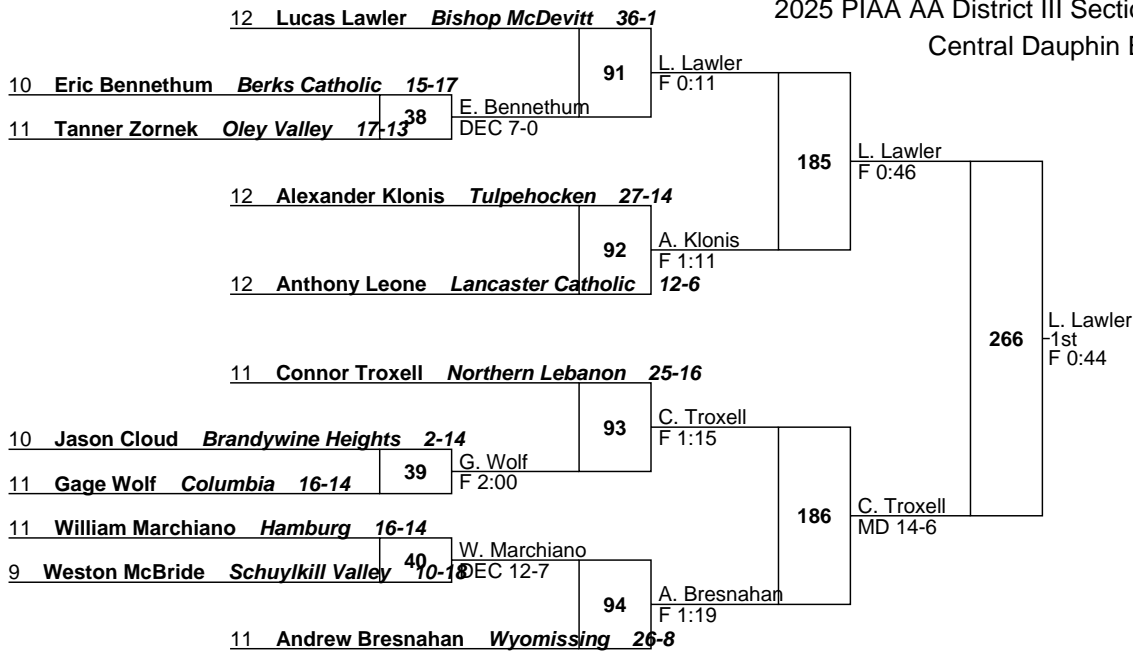 2025 PIAA AA District III Sectio
Central Dauphin E
12 Lucas Lawler Bishop McDevitt 36-1
91
L. Lawler
F 0:11
10 Eric Bennethum Berks Catholic 15-17
38
E. Bennethum
DEC 7-0
11 Tanner Zornek Oley Valley 17-13
185
L. Lawler
F 0:46
12 Alexander Klonis Tulpehocken 27-14
92
A. Klonis
F 1:11
12 Anthony Leone Lancaster Catholic 12-6
266
L. Lawler
1st
F 0:44
11 Connor Troxell Northern Lebanon 25-16
93
C. Troxell
F 1:15
10 Jason Cloud Brandywine Heights 2-14
39
G. Wolf
F 2:00
11 Gage Wolf Columbia 16-14
186
C. Troxell
MD 14-6
11 William Marchiano Hamburg 16-14
40
W. Marchiano
DEC 12-7
9 Weston McBride Schuylkill Valley 10-18
94
A. Bresnahan
F 1:19
11 Andrew Bresnahan Wyomissing 26-8